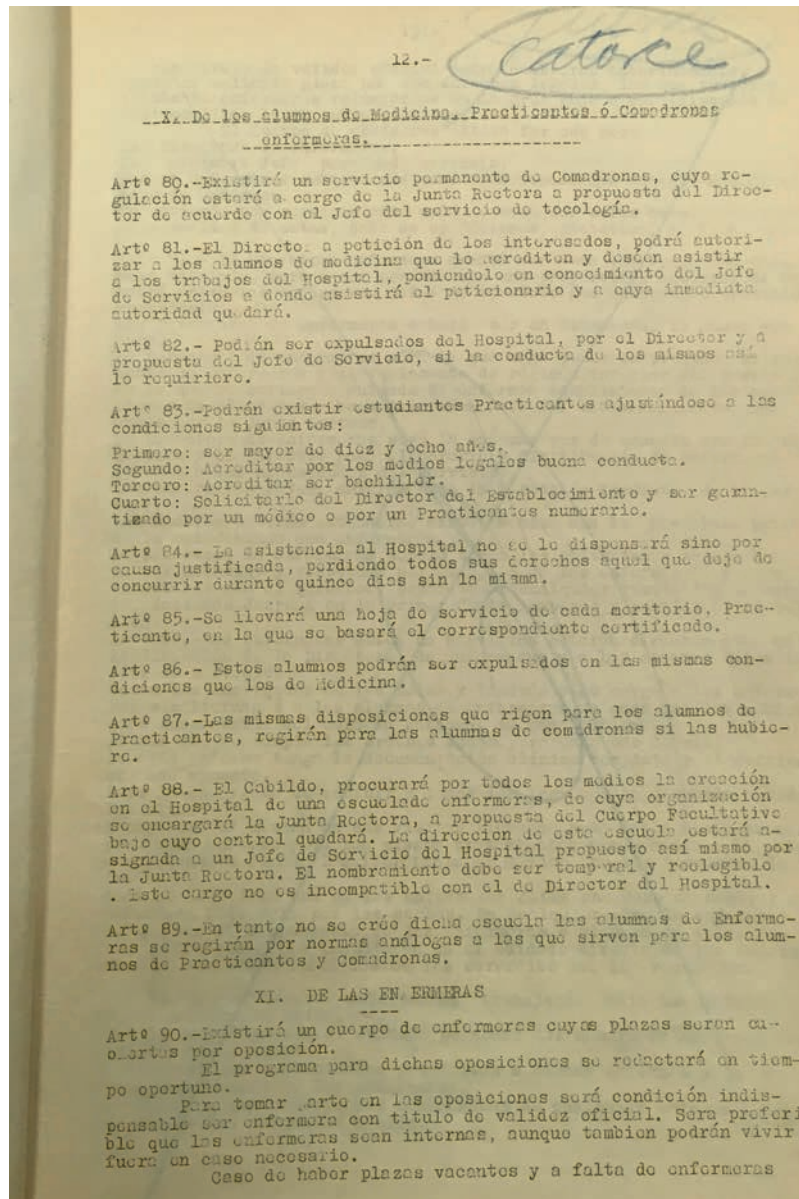 12.-
catorce
X. De los alumnos de Medicina. Practicantes ó Comadronas
enfermeras.
Artº 80.-Existirá un servicio permanente de Comadronas, cuya re-
gulación estará a cargo de la Junta Rectora a propuesta del Direc-
tor de acuerdo con el Jefe del servicio de tocología.
Artº 81.-El Director a petición de los interesados, podrá autori-
zar a los alumnos de medicina que lo acrediten y deseen asistir
a los trabajos del Hospital, poniendolo en conocimiento del Jefe
de Servicios a donde asistirá el peticionario y a cuya inmediata
autoridad quedará.
Artº 82.- Podrán ser expulsados del Hospital, por el Director y a
propuesta del Jefe de Servicio, si la conducta de los mismos así
lo requiriere.
Artº 83.-Podrán existir estudiantes Practicantes ajustándose a las
condiciones siguientes:
Primero: ser mayor de diez y ocho años.
Segundo: Acreditar por los medios legales buena conducta.
Tercero: Acreditar ser bachiller.
Cuarto: Solicitarlo del Director del Establecimiento y ser garan-
tizado por un médico o por un Practicantes numerario.
Artº 84.- La asistencia al Hospital no se le dispensará sino por
causa justificada, perdiendo todos sus derechos aquel que deje de
concurrir durante quince dias sin la misma.
Artº 85.-Se llevará una hoja de servicio de cada meritorio. Prac-
ticante, en la que se basará el correspondiente certificado.
Artº 86.- Estos alumnos podrán ser expulsados en las mismas con-
diciones que los de Medicina.
Artº 87.-Las mismas disposiciones que rigen para los alumnos de
Practicantes, regirán para las alumnas de comadronas si las hubie-
re.
Artº 88.- El Cabildo, procurará por todos los medios la creación
en el Hospital de una escuelade enfermeras, de cuya organización
se encargará la Junta Rectora, a propuesta del Cuerpo Facultativo
bajo cuyo control quedará. La direccion de esta escuela estará a-
signada a un Jefe de Servicio del Hospital propuesto así mismo por
la Junta Rectora. El nombramiento debe ser temporal y reelegible
. Este cargo no es incompatible con el de Director del Hospital.
Artº 89.-En tanto no se crée dicha escuela las alumnas de Enferme-
ras se regirán por normas análogas a las que sirven para los alum-
nos de Practicantes y Comadronas.
XI. DE LAS ENFERMERAS
Artº 90.-Existirá un cuerpo de enfermeras cuyas plazas seran cu-
biertas por oposición.
El programa para dichas oposiciones se redactará en tiem-
po oportuno.
Para tomar parte en las oposiciones será condición indis-
pensable ser enfermera con titulo de validez oficial. Sera preferi
ble que las enfermeras sean internas, aunque tambien podrán vivir
fuera en caso necesario.
Caso de haber plazas vacantes y a falta de enfermeras